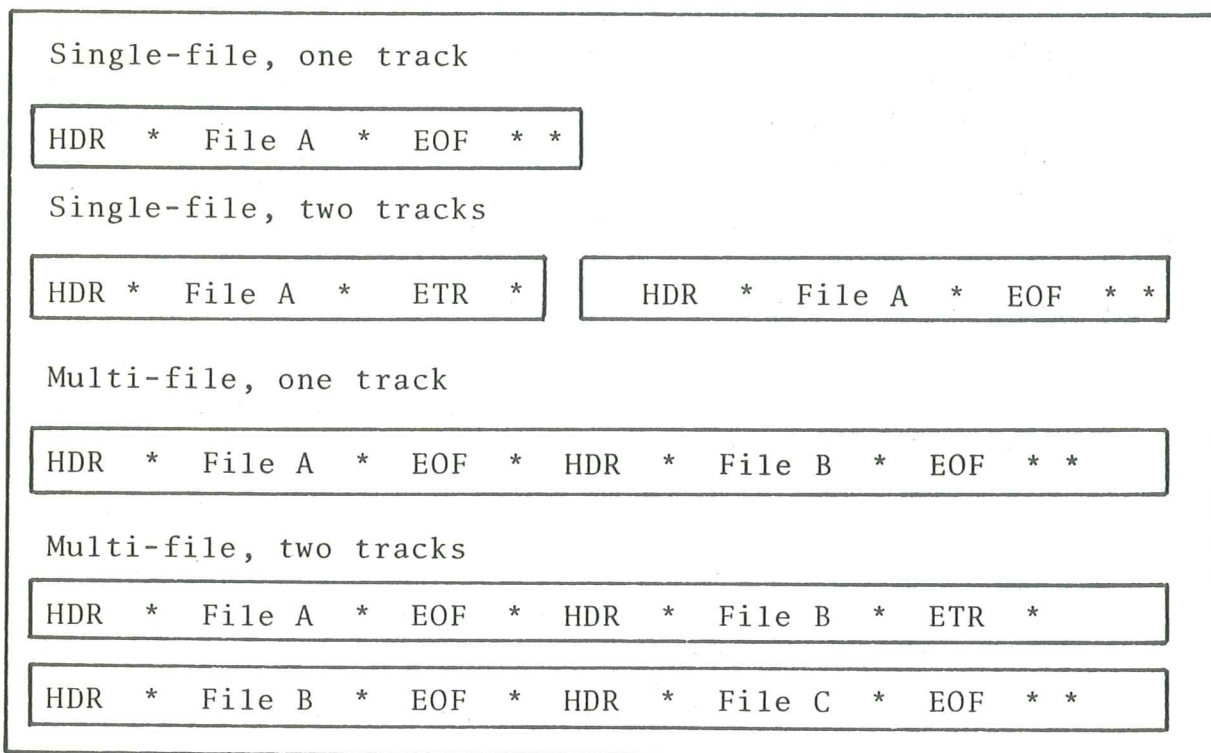 Single-file, one track
HDR * File A * EOF * *
Single-file, two tracks
HDR * File A * ETR * HDR * File A * EOF * *
Multi-file, one track
HDR * File A * EOF * HDR * File B * EOF * *
Multi-file, two tracks
HDR * File A * EOF * HDR * File B * ETR *
HDR * File B * EOF * HDR * File C * EOF * *